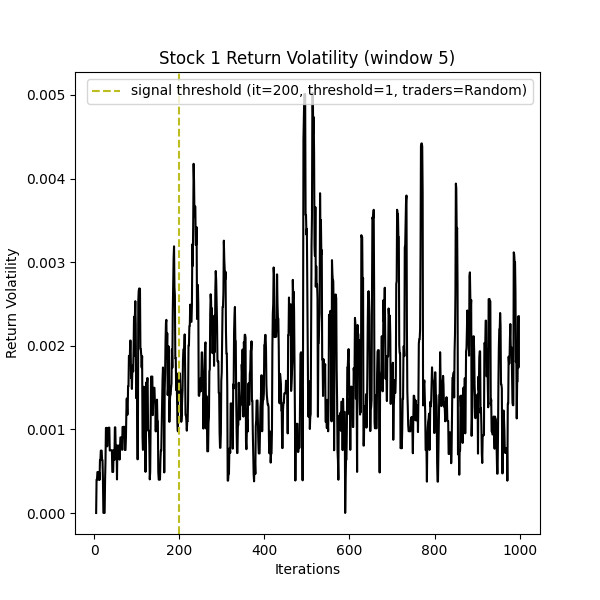 Stock 1 Return Volatility (window 5)
signal threshold (it=200, threshold=1, traders=Random)
0.005
0.004
0.003
0.002
0.001
0.000
Return Volatility
0 200 400 600 800 1000
Iterations